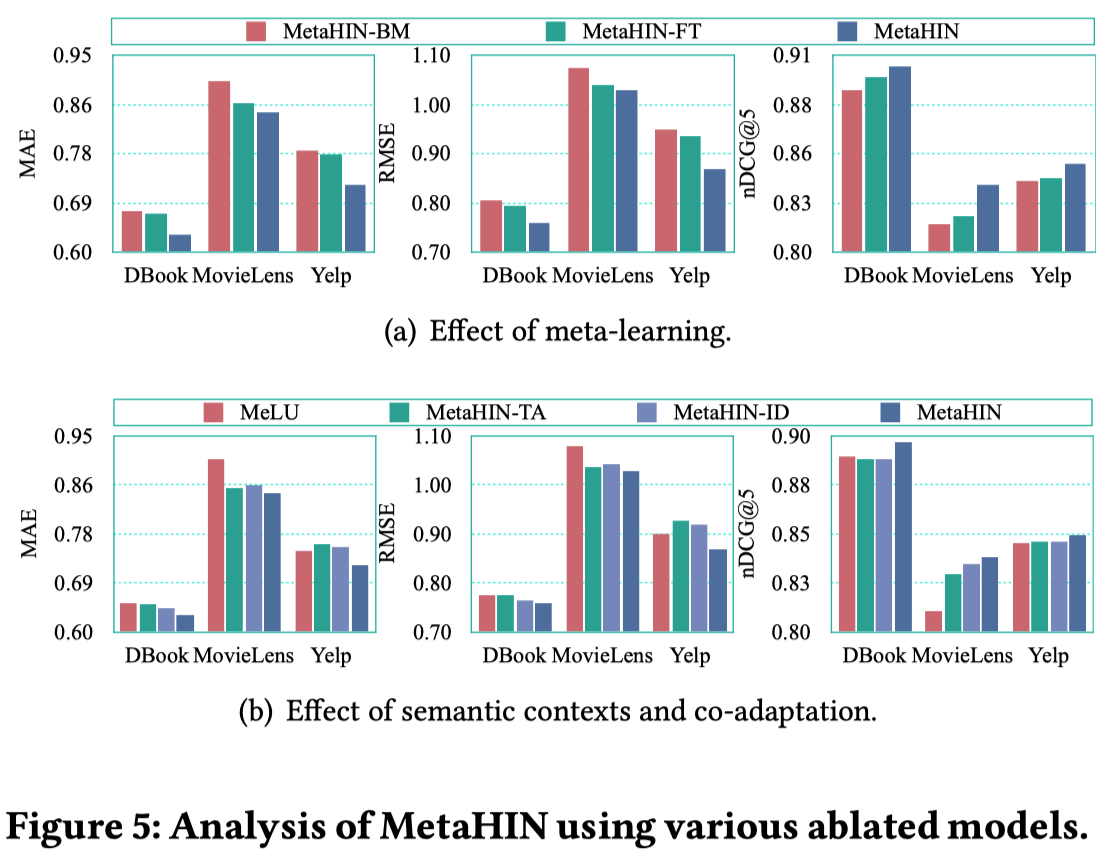 MetaHIN-BM MetaHIN-FT MetaHIN
0.95 1.10 0.91
0.86 1.00 0.88
0.78 0.90 0.86
0.69 0.80 0.83
0.60 0.70 0.80
MAE RMSE nDCG@5
DBook MovieLens Yelp DBook MovieLens Yelp DBook MovieLens Yelp
(a) Effect of meta-learning.
MeLU MetaHIN-TA MetaHIN-ID MetaHIN
0.95 1.10 0.90
0.86 1.00 0.88
0.78 0.90 0.85
0.69 0.80 0.83
0.60 0.70 0.80
MAE RMSE nDCG@5
DBook MovieLens Yelp DBook MovieLens Yelp DBook MovieLens Yelp
(b) Effect of semantic contexts and co-adaptation.
Figure 5: Analysis of MetaHIN using various ablated models.